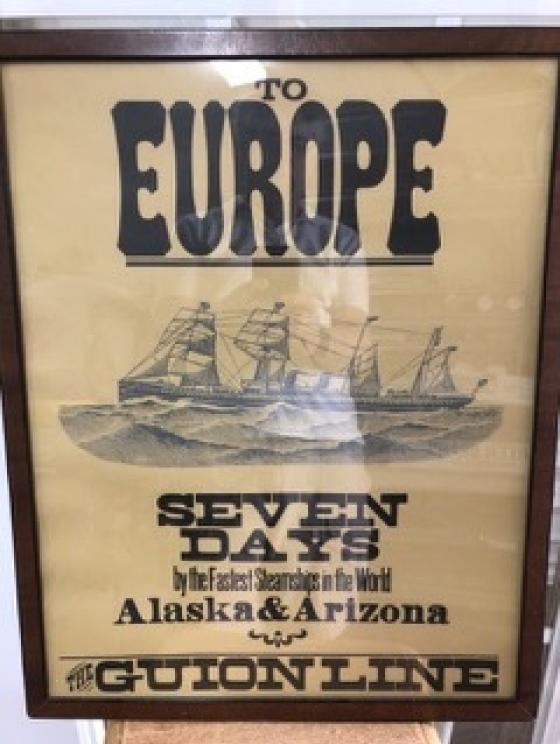 TO
EUROPE
SEVEN
DAYS
by the Fastest Steamships in the World
Alaska & Arizona
THE GUION LINE